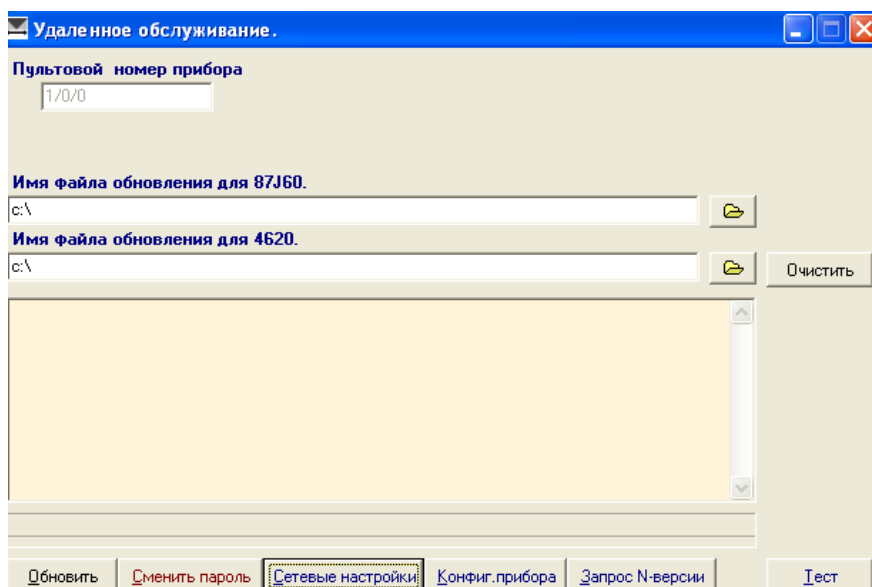 Удаленное обслуживание.
Пультовой номер прибора
1/0/0
Имя файла обновления для 87J60.
c:\
Имя файла обновления для 4620.
c:\
Очистить
Обновить Сменить пароль Сетевые настройки Конфиг.прибора Запрос N-версии Тест